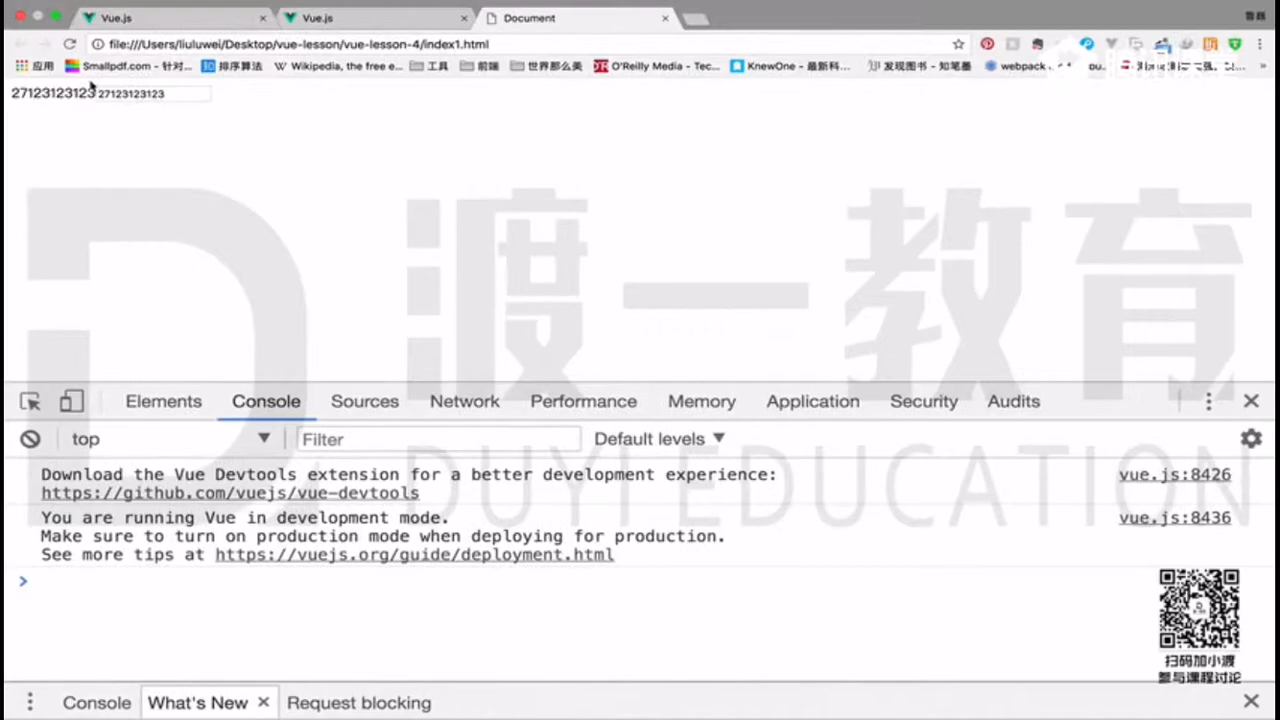 Vue.js
Vue.js
Document
file:///Users/liuluwei/Desktop/vue-lesson/vue-lesson-4/index1.html
应用 Smallpdf.com - 针对... 排序算法 Wikipedia, the free e... 工具 前端 世界那么美 O'Reilly Media - Tec... KnewOne - 最新科... 发现图书 - 知笔墨 webpack
27123123123 27123123123
渡一教育
DUYI EDUCATION
Elements Console Sources Network Performance Memory Application Security Audits
top Filter Default levels
Download the Vue Devtools extension for a better development experience: vue.js:8426
https://github.com/vuejs/vue-devtools
You are running Vue in development mode. vue.js:8436
Make sure to turn on production mode when deploying for production.
See more tips at https://vuejs.org/guide/deployment.html
扫码加小渡
参与课程讨论
Console What's New Request blocking